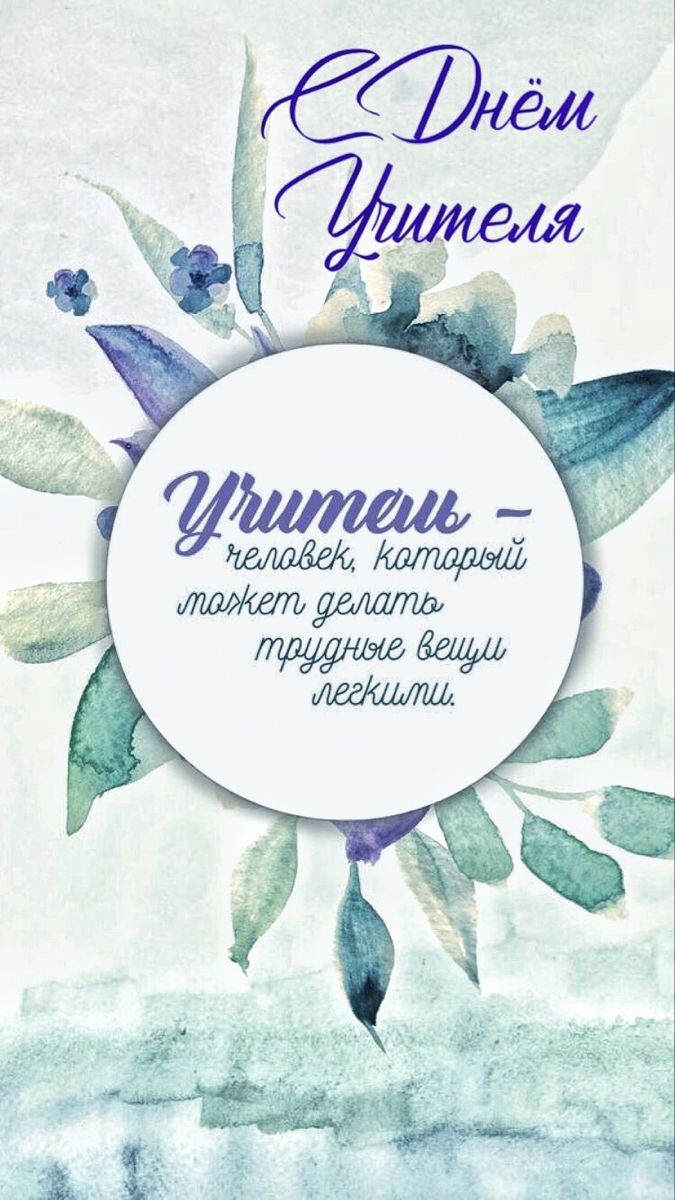 С Днём
Учителя
Учитель -
человек, который
может делать
трудные вещи
легкими.